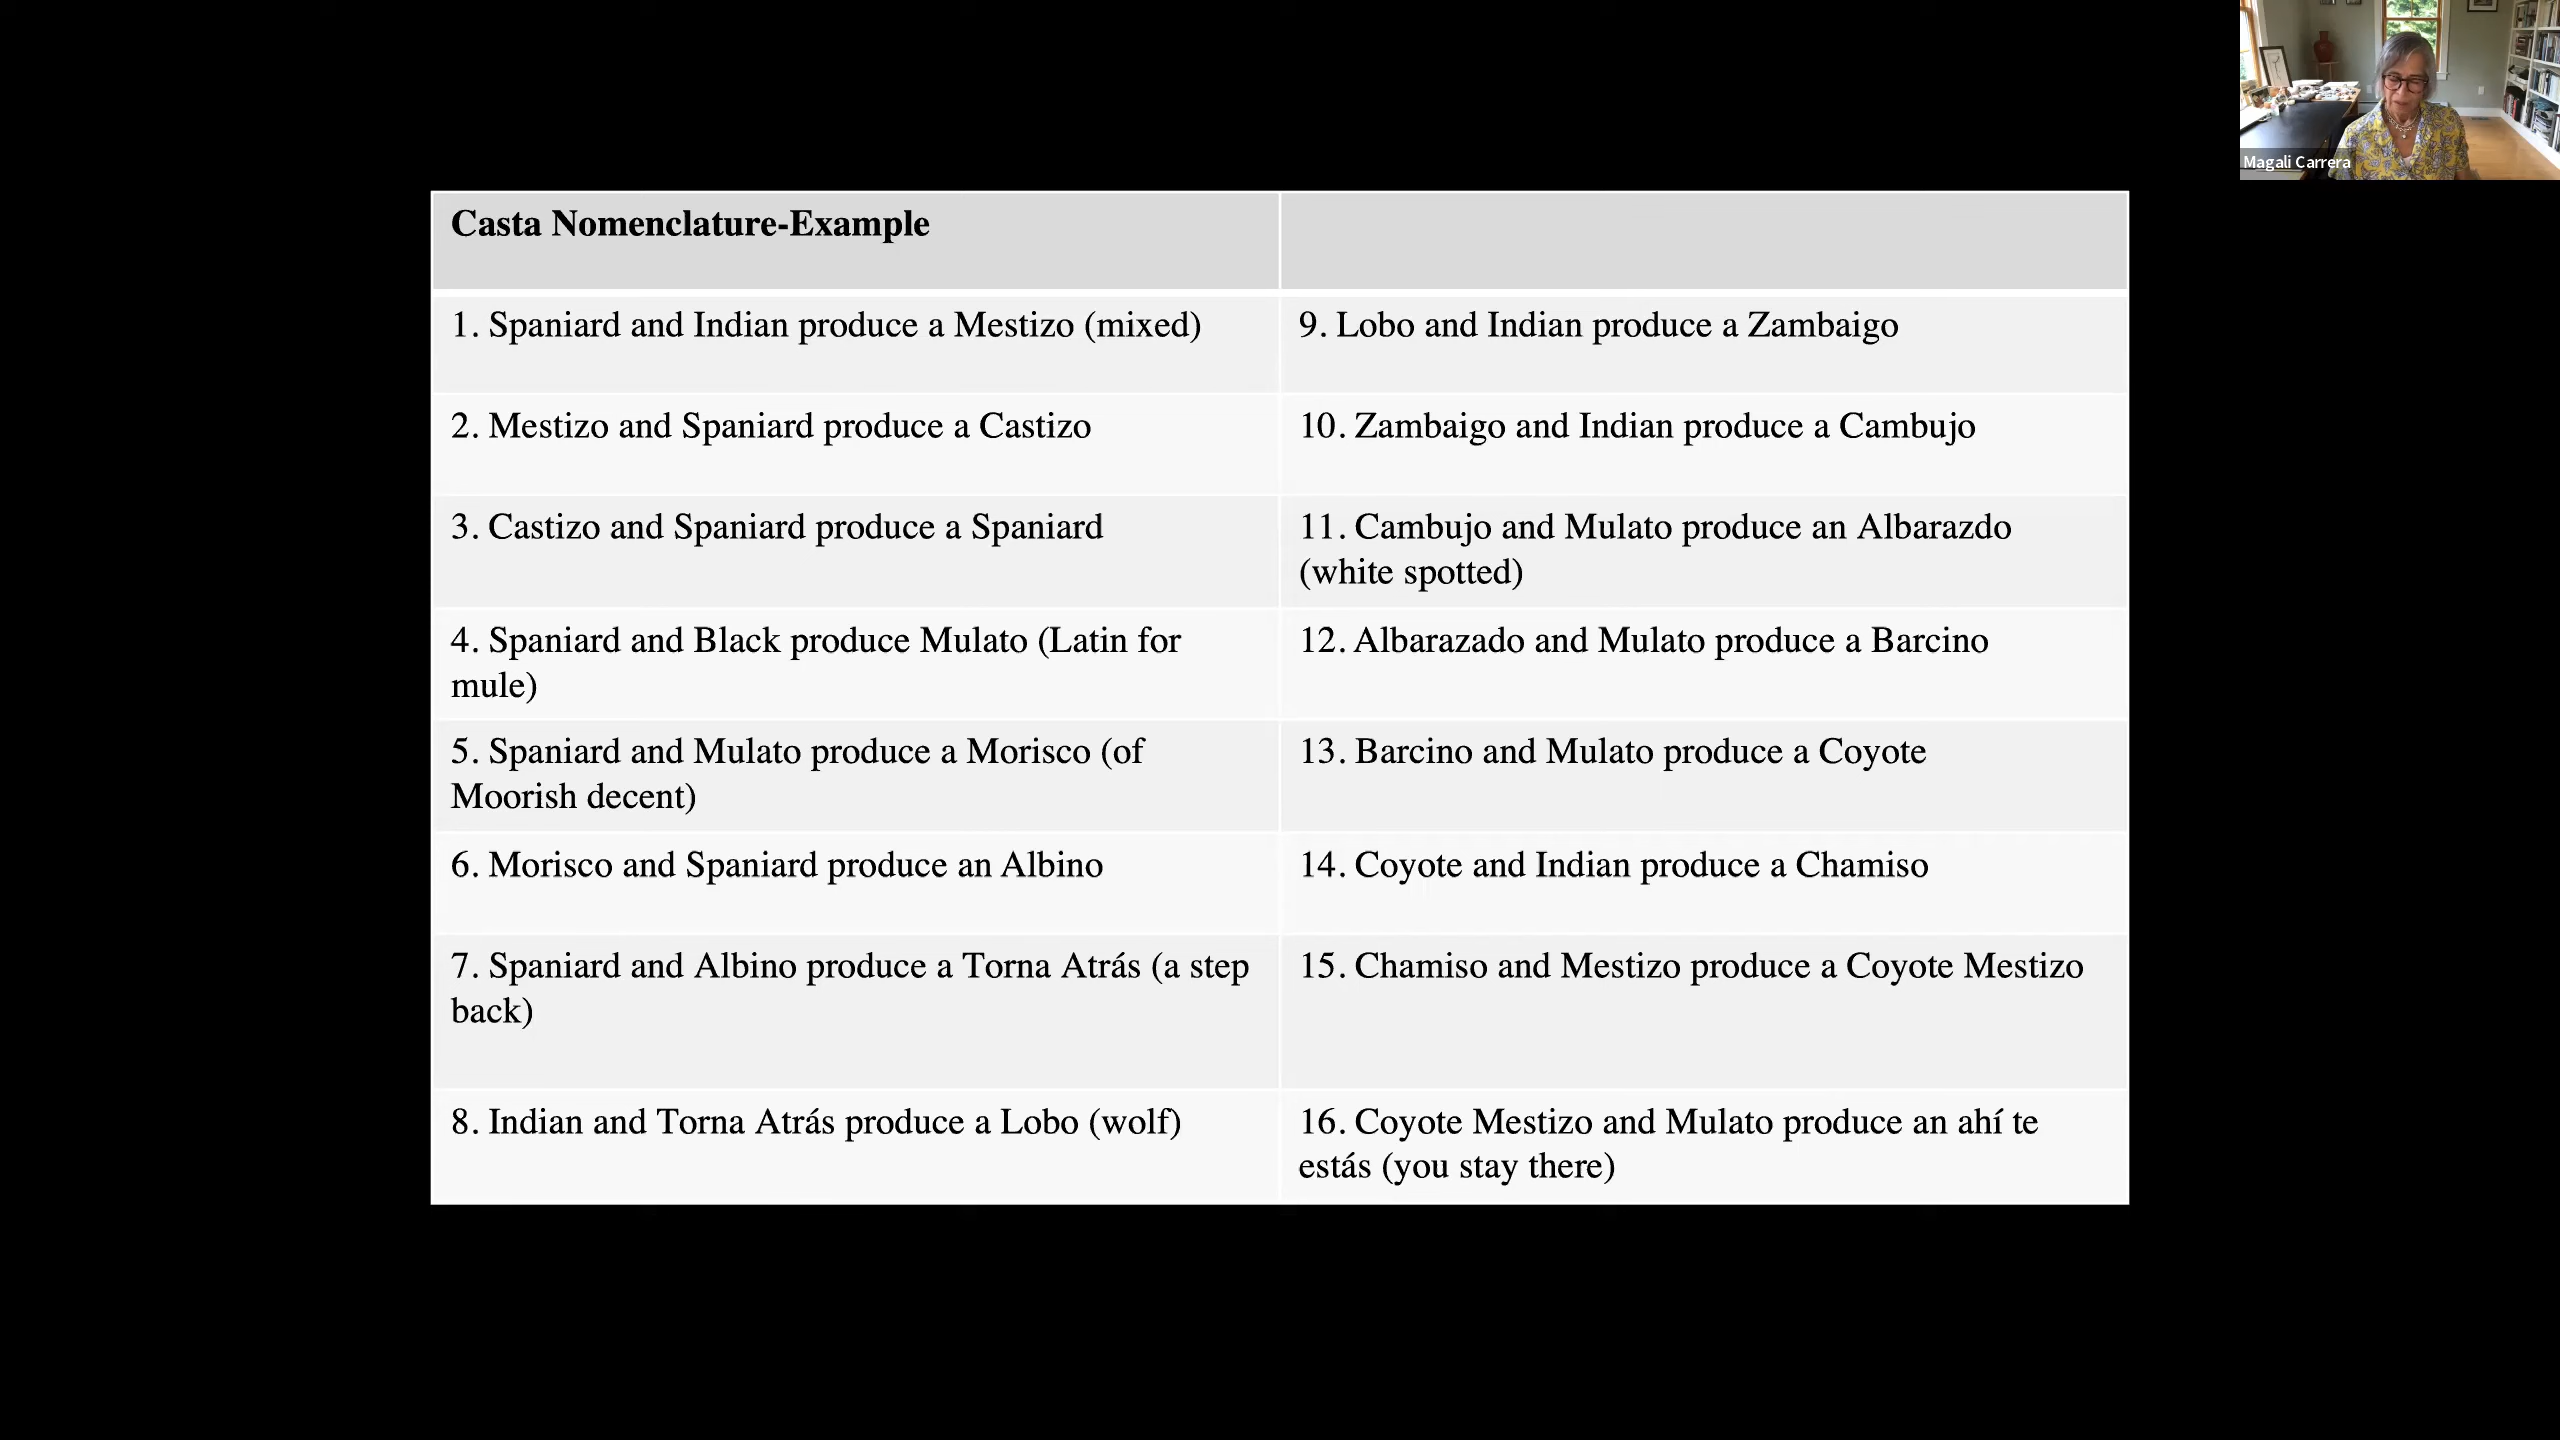 Magali Carrera
Casta Nomenclature-Example
1. Spaniard and Indian produce a Mestizo (mixed)
9. Lobo and Indian produce a Zambaigo
2. Mestizo and Spaniard produce a Castizo
10. Zambaigo and Indian produce a Cambujo
3. Castizo and Spaniard produce a Spaniard
11. Cambujo and Mulato produce an Albarazdo
(white spotted)
4. Spaniard and Black produce Mulato (Latin for
mule)
12. Albarazado and Mulato produce a Barcino
5. Spaniard and Mulato produce a Morisco (of
Moorish decent)
13. Barcino and Mulato produce a Coyote
6. Morisco and Spaniard produce an Albino
14. Coyote and Indian produce a Chamiso
7. Spaniard and Albino produce a Torna Atrás (a step
back)
15. Chamiso and Mestizo produce a Coyote Mestizo
8. Indian and Torna Atrás produce a Lobo (wolf)
16. Coyote Mestizo and Mulato produce an ahí te
estás (you stay there)